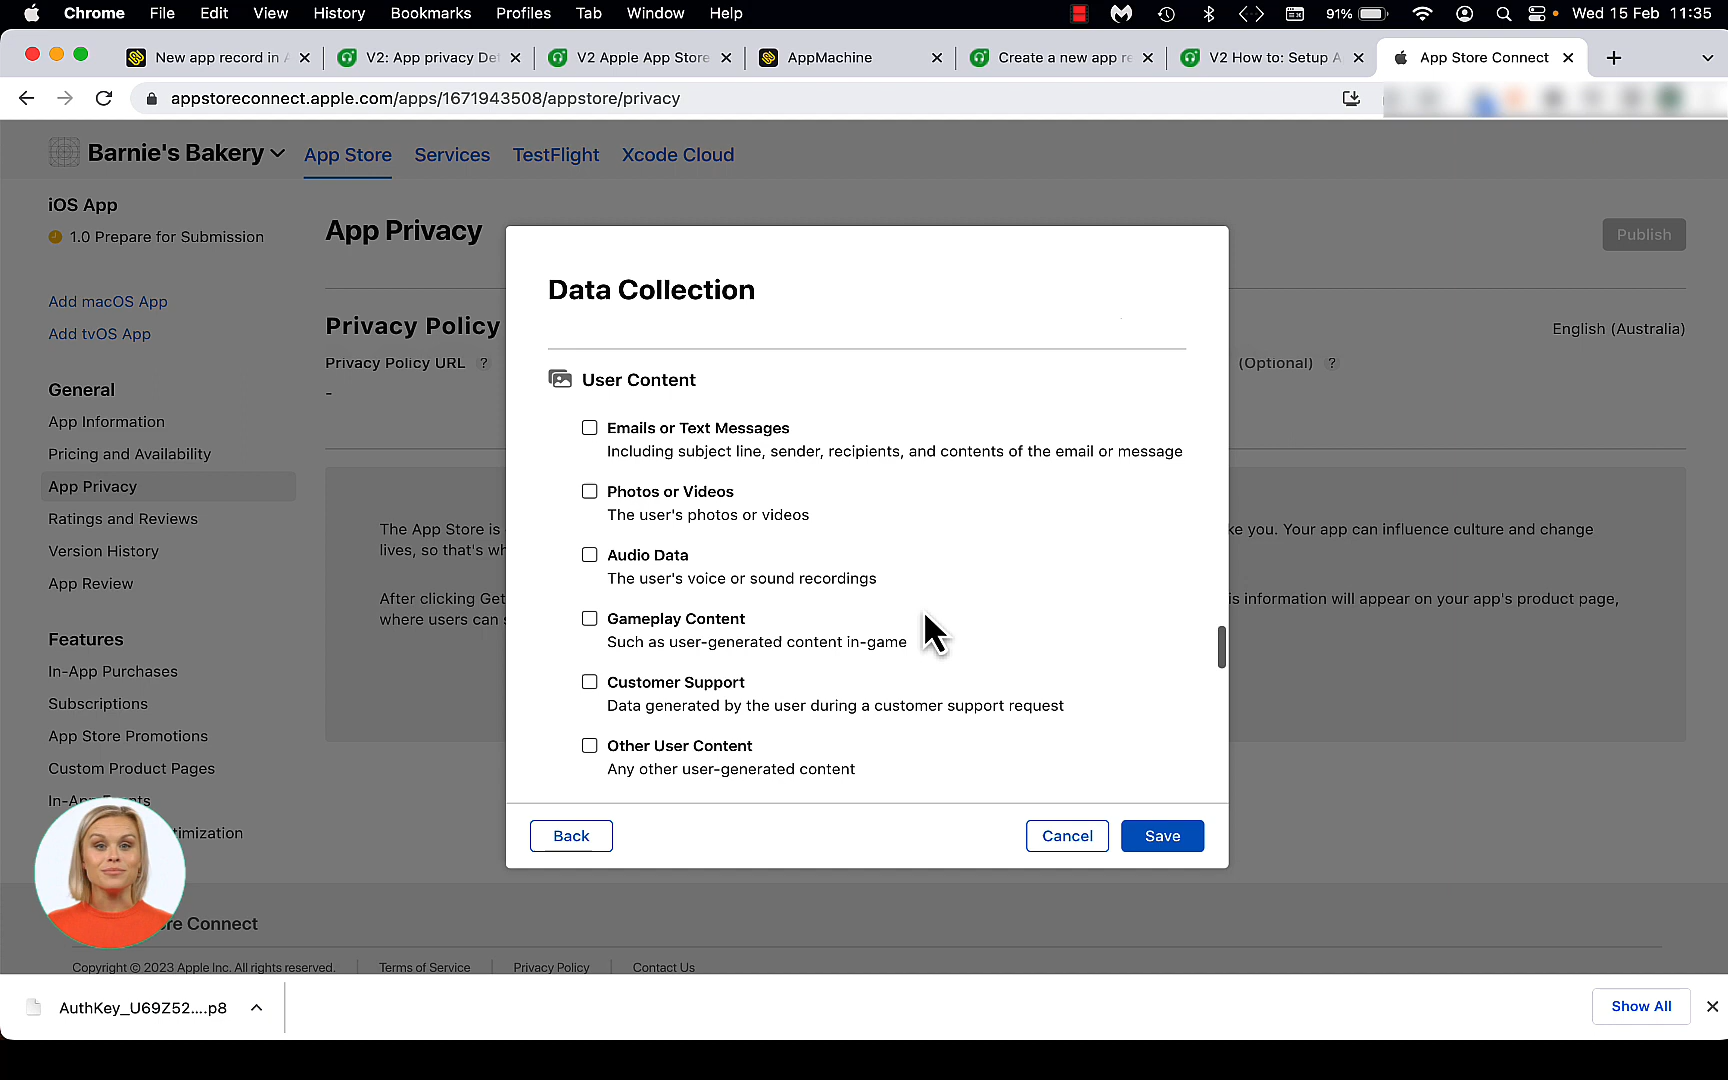 Chrome File Edit View History Bookmarks Profiles Tab Window Help 91% Wed 15 Feb 11:35
New app record in A V2: App privacy Det V2 Apple App Store AppMachine Create a new app re V2 How to: Setup A App Store Connect
appstoreconnect.apple.com/apps/1671943508/appstore/privacy
Barnie's Bakery App Store Services TestFlight Xcode Cloud
iOS App
1.0 Prepare for Submission
Add macOS App
Add tvOS App
General
App Information
Pricing and Availability
App Privacy
Ratings and Reviews
Version History
App Review
Features
In-App Purchases
Subscriptions
App Store Promotions
Custom Product Pages
In-App Events
timization
App Privacy
Publish
Privacy Policy
English (Australia)
Privacy Policy URL ?
(Optional) ?
-
The App Store is
ke you. Your app can influence culture and change
lives, so that's wh
After clicking Get
is information will appear on your app's product page,
where users can s
Data Collection
User Content
Emails or Text Messages
Including subject line, sender, recipients, and contents of the email or message
Photos or Videos
The user's photos or videos
Audio Data
The user's voice or sound recordings
Gameplay Content
Such as user-generated content in-game
Customer Support
Data generated by the user during a customer support request
Other User Content
Any other user-generated content
Back Cancel Save
re Connect
Copyright © 2023 Apple Inc. All rights reserved. Terms of Service Privacy Policy Contact Us
AuthKey_U69Z52....p8
Show All